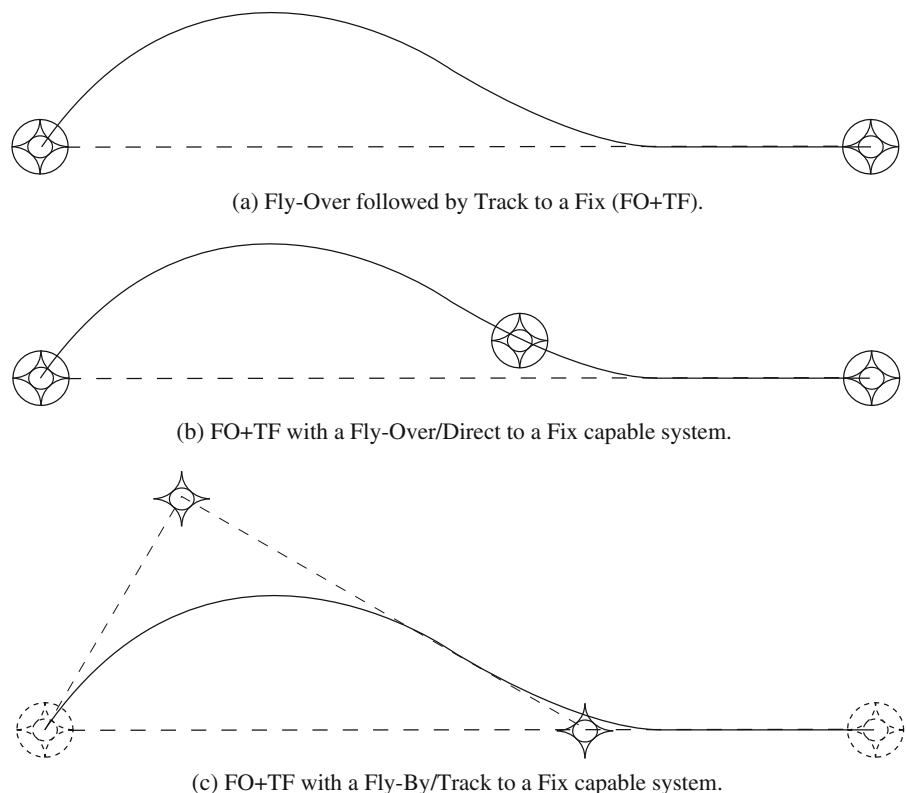 (a) Fly-Over followed by Track to a Fix (FO+TF).
(b) FO+TF with a Fly-Over/Direct to a Fix capable system.
(c) FO+TF with a Fly-By/Track to a Fix capable system.